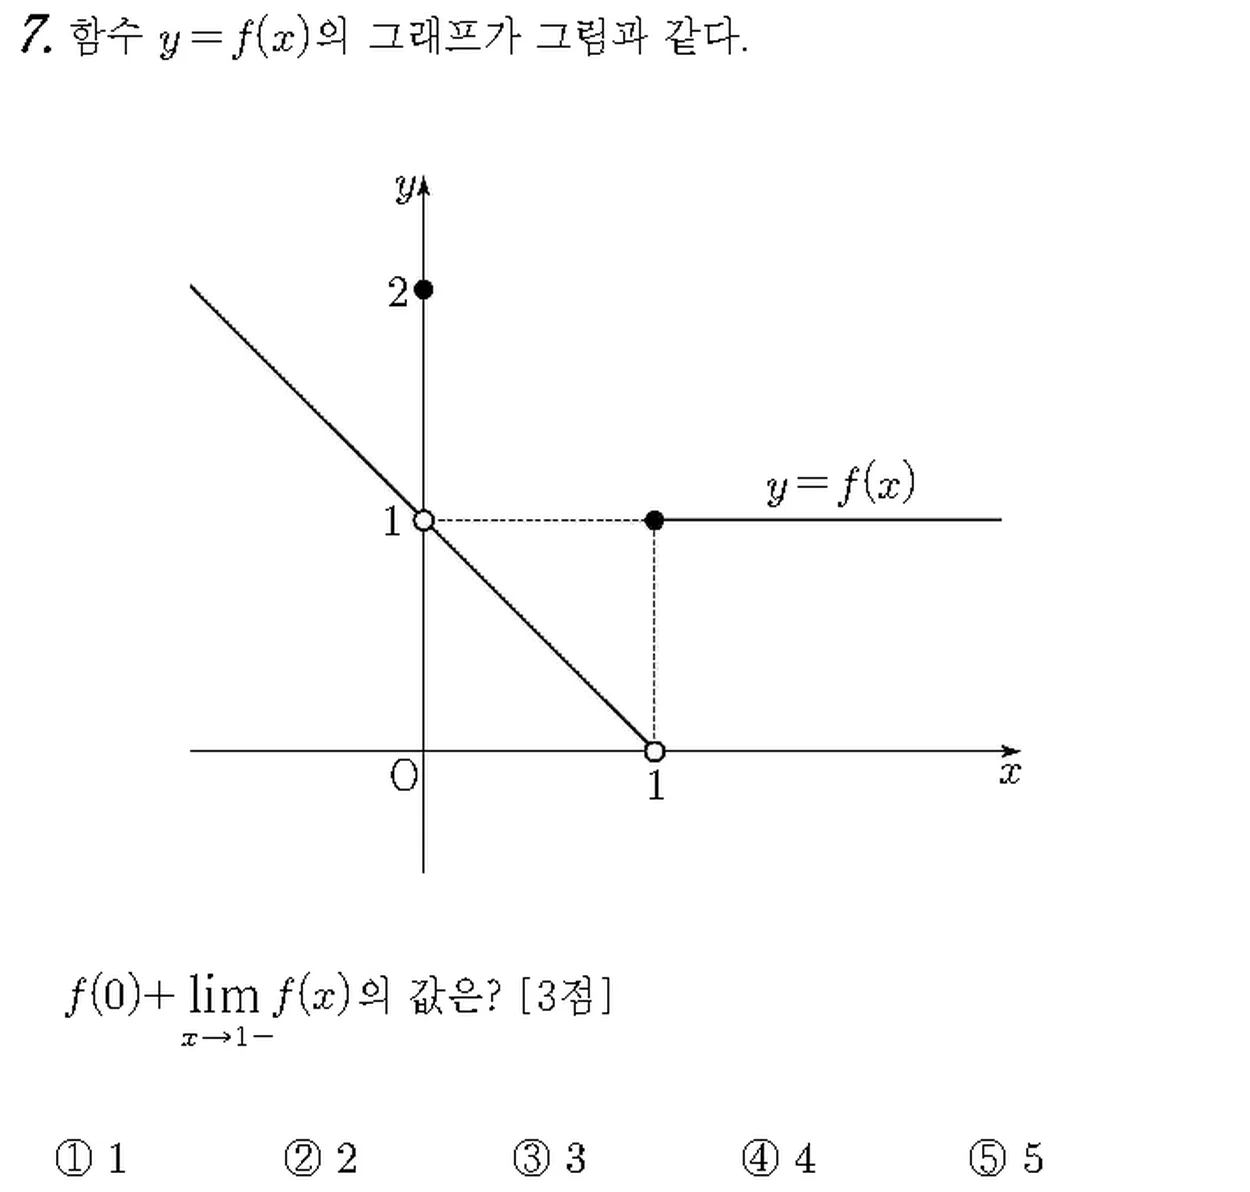 7. 함수 y=f(x)의 그래프가 그림과 같다.
y
2
y=f(x)
1
O
1
x
f(0)+ lim f(x)의 값은? [3점]
x→1−
① 1 ② 2 ③ 3 ④ 4 ⑤ 5